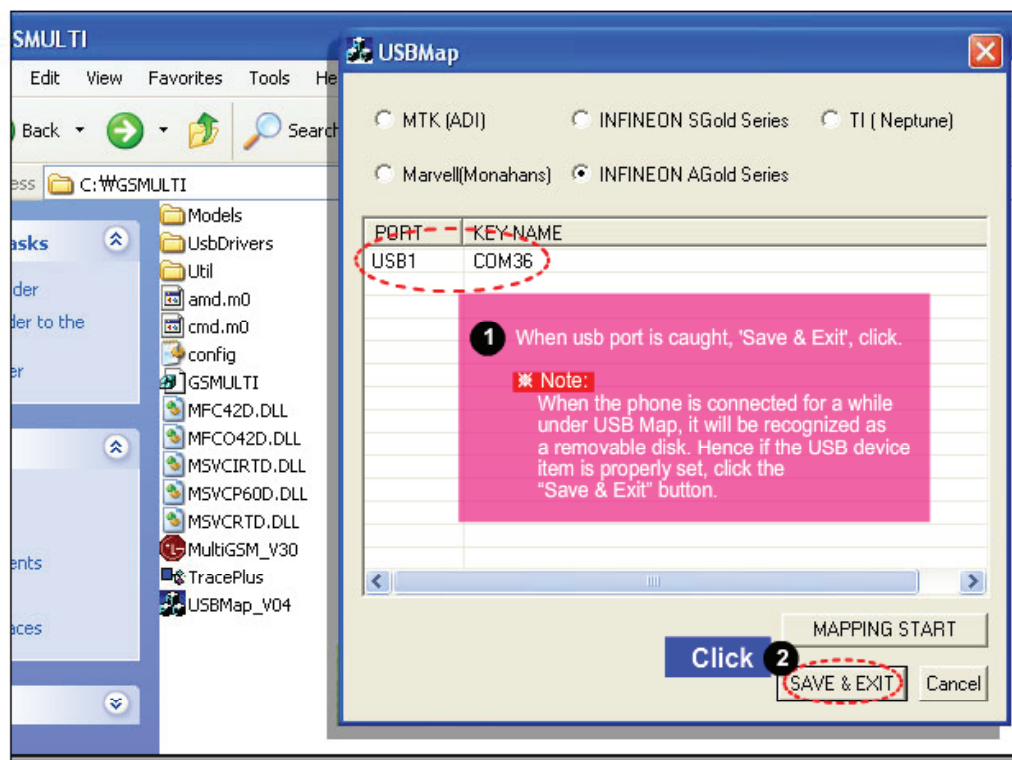 SMULTI
Edit View Favorites Tools He
Back Search
ess C:₩GSMULTI
asks
der
der to the
er
ents
aces
Models
UsbDrivers
Util
amd.m0
cmd.m0
config
GSMULTI
MFC42D.DLL
MFCO42D.DLL
MSVCIRTD.DLL
MSVCP60D.DLL
MSVCRTD.DLL
MultiGSM_V30
TracePlus
USBMap_V04
USBMap
MTK (ADI) INFINEON SGold Series TI ( Neptune)
Marvell(Monahans) INFINEON AGold Series
PORT KEY-NAME
USB1 COM36
1 When usb port is caught, 'Save & Exit', click.
※ Note:
When the phone is connected for a while
under USB Map, it will be recognized as
a removable disk. Hence if the USB device
item is properly set, click the
“Save & Exit” button.
MAPPING START
Click 2
SAVE & EXIT Cancel